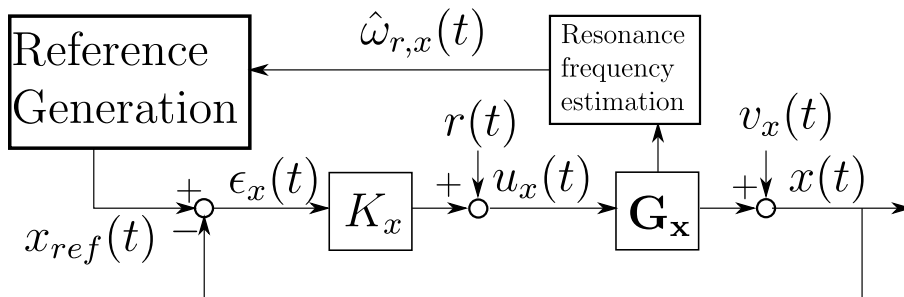 Reference
Generation
ω̂_{r,x}(t)
Resonance
frequency
estimation
r(t)
v_x(t)
+
ϵ_x(t)
K_x
+
u_x(t)
G_x
+
x(t)
x_{ref}(t)
−